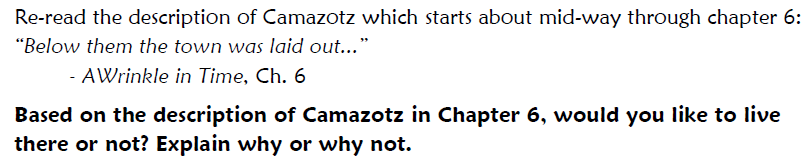 Re-read the description of Camazotz which starts about mid-way through chapter 6:
“Below them the town was laid out...”
- AWrinkle in Time, Ch. 6
Based on the description of Camazotz in Chapter 6, would you like to live
there or not? Explain why or why not.